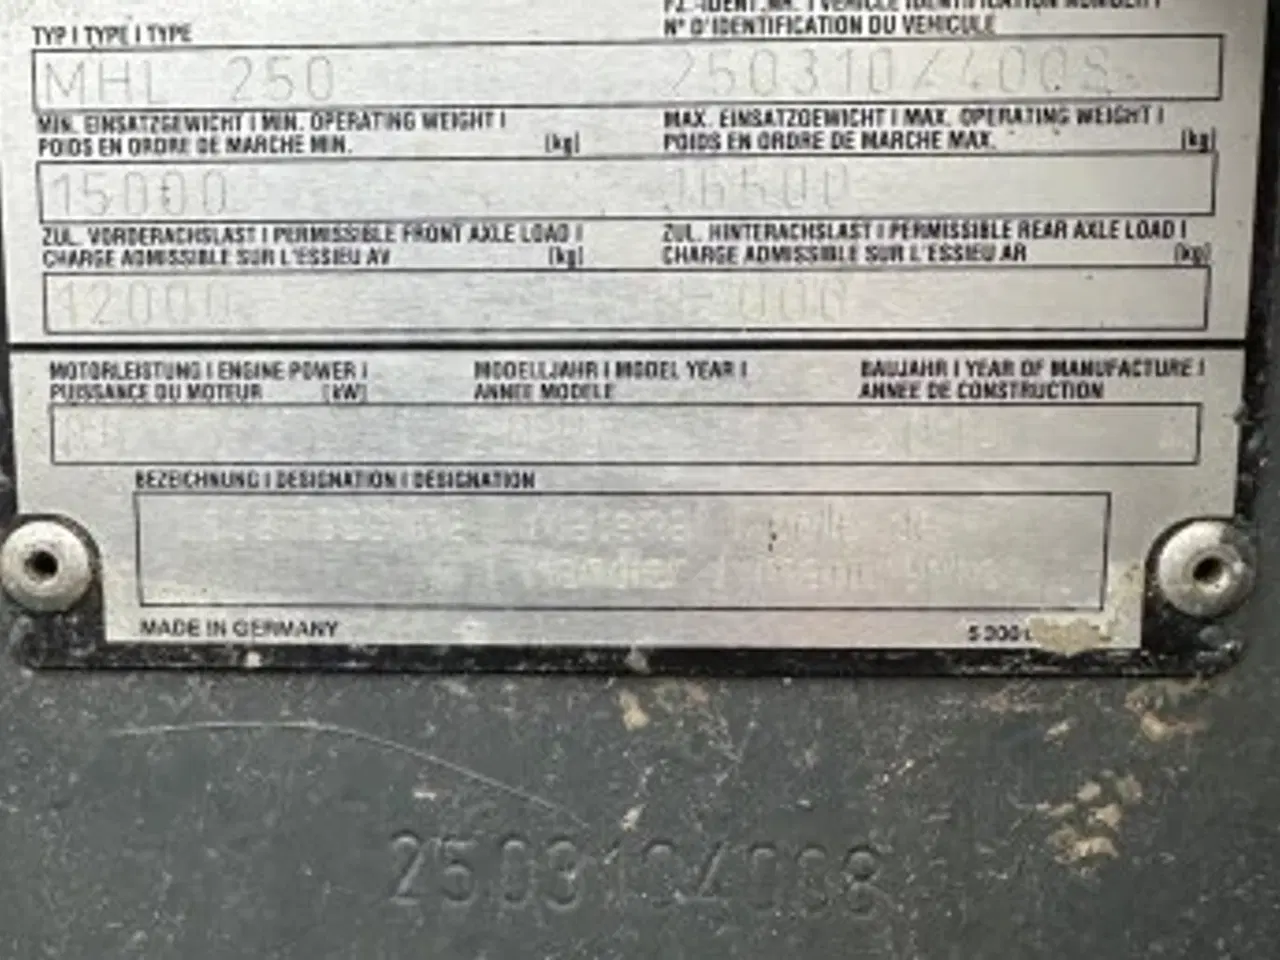 FZ.-IDENT.NR. I VEHICLE IDENTIFICATION NUMBER I
TYP I TYPE I TYPE
N° D'IDENTIFICATION DU VEHICULE
MHL 250
MIN. EINSATZGEWICHT I MIN. OPERATING WEIGHT I
POIDS EN ORDRE DE MARCHE MIN. [kg]
MAX. EINSATZGEWICHT I MAX. OPERATING WEIGHT I
POIDS EN ORDRE DE MARCHE MAX. [kg]
15000 16500
ZUL. VORDERACHSLAST I PERMISSIBLE FRONT AXLE LOAD I
CHARGE ADMISSIBLE SUR L'ESSIEU AV [kg]
ZUL. HINTERACHSLAST I PERMISSIBLE REAR AXLE LOAD I
CHARGE ADMISSIBLE SUR L'ESSIEU AR [kg]
12000
MOTORLEISTUNG I ENGINE POWER I
PUISSANCE DU MOTEUR [kW]
MODELLJAHR I MODEL YEAR I
ANNEE MODELE
BAUJAHR I YEAR OF MANUFACTURE I
ANNEE DE CONSTRUCTION
BEZEICHNUNG I DESIGNATION I DÉSIGNATION
material
handler
MADE IN GERMANY
2503104008